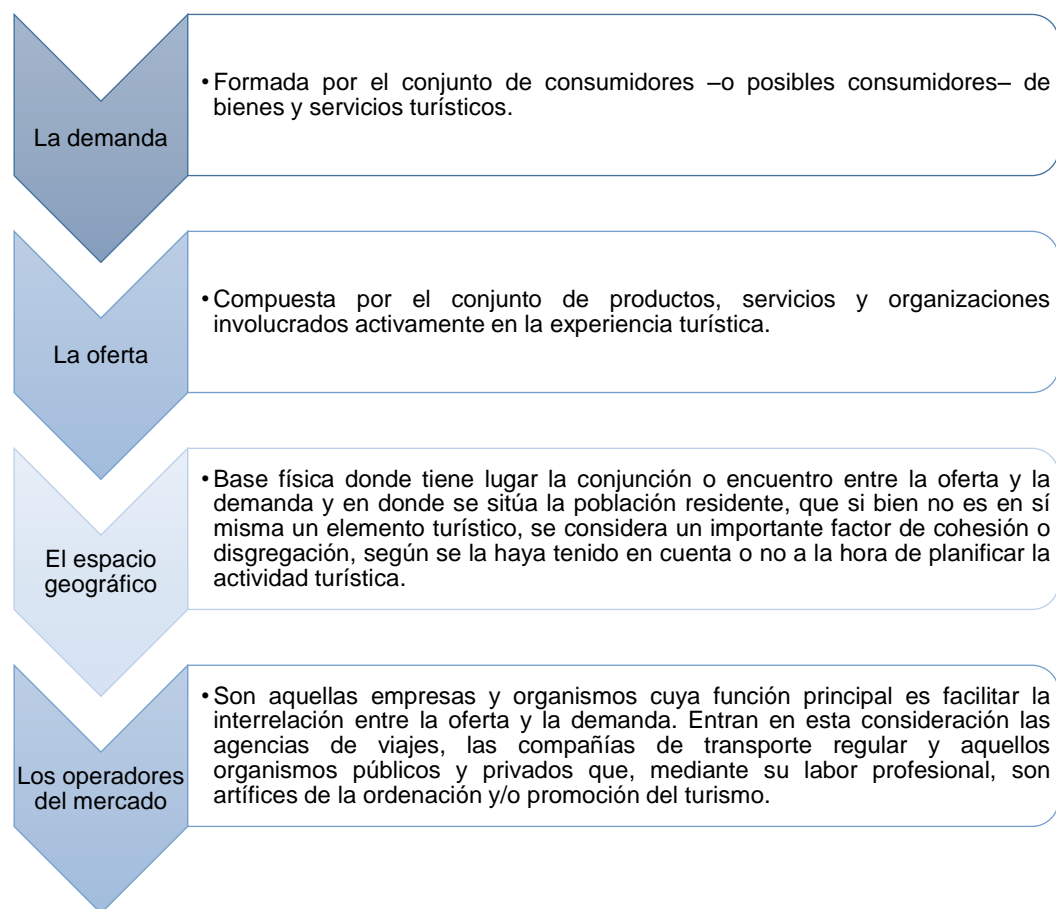 La demanda
•Formada por el conjunto de consumidores –o posibles consumidores– de
bienes y servicios turísticos.
La oferta
•Compuesta por el conjunto de productos, servicios y organizaciones
involucrados activamente en la experiencia turística.
El espacio
geográfico
•Base física donde tiene lugar la conjunción o encuentro entre la oferta y la
demanda y en donde se sitúa la población residente, que si bien no es en sí
misma un elemento turístico, se considera un importante factor de cohesión o
disgregación, según se la haya tenido en cuenta o no a la hora de planificar la
actividad turística.
Los operadores
del mercado
•Son aquellas empresas y organismos cuya función principal es facilitar la
interrelación entre la oferta y la demanda. Entran en esta consideración las
agencias de viajes, las compañías de transporte regular y aquellos
organismos públicos y privados que, mediante su labor profesional, son
artífices de la ordenación y/o promoción del turismo.